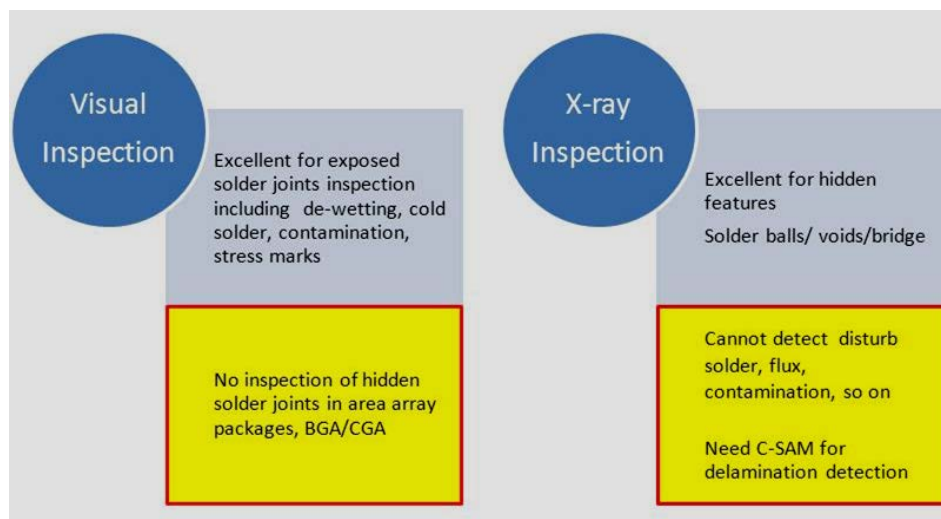 Visual
Inspection
Excellent for exposed
solder joints inspection
including de-wetting, cold
solder, contamination,
stress marks
No inspection of hidden
solder joints in area array
packages, BGA/CGA
X-ray
Inspection
Excellent for hidden
features
Solder balls/ voids/bridge
Cannot detect disturb
solder, flux,
contamination, so on
Need C-SAM for
delamination detection